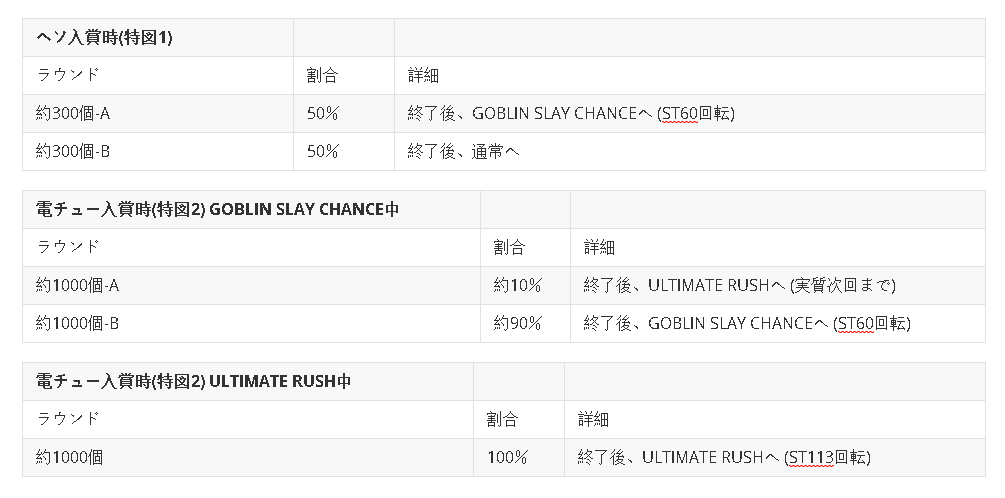 ヘソ入賞時(特図1)
ラウンド 割合 詳細
約300個-A 50% 終了後、GOBLIN SLAY CHANCEへ (ST60回転)
約300個-B 50% 終了後、通常へ
電チュー入賞時(特図2) GOBLIN SLAY CHANCE中
ラウンド 割合 詳細
約1000個-A 約10% 終了後、ULTIMATE RUSHへ (実質次回まで)
約1000個-B 約90% 終了後、GOBLIN SLAY CHANCEへ (ST60回転)
電チュー入賞時(特図2) ULTIMATE RUSH中
ラウンド 割合 詳細
約1000個 100% 終了後、ULTIMATE RUSHへ (ST113回転)